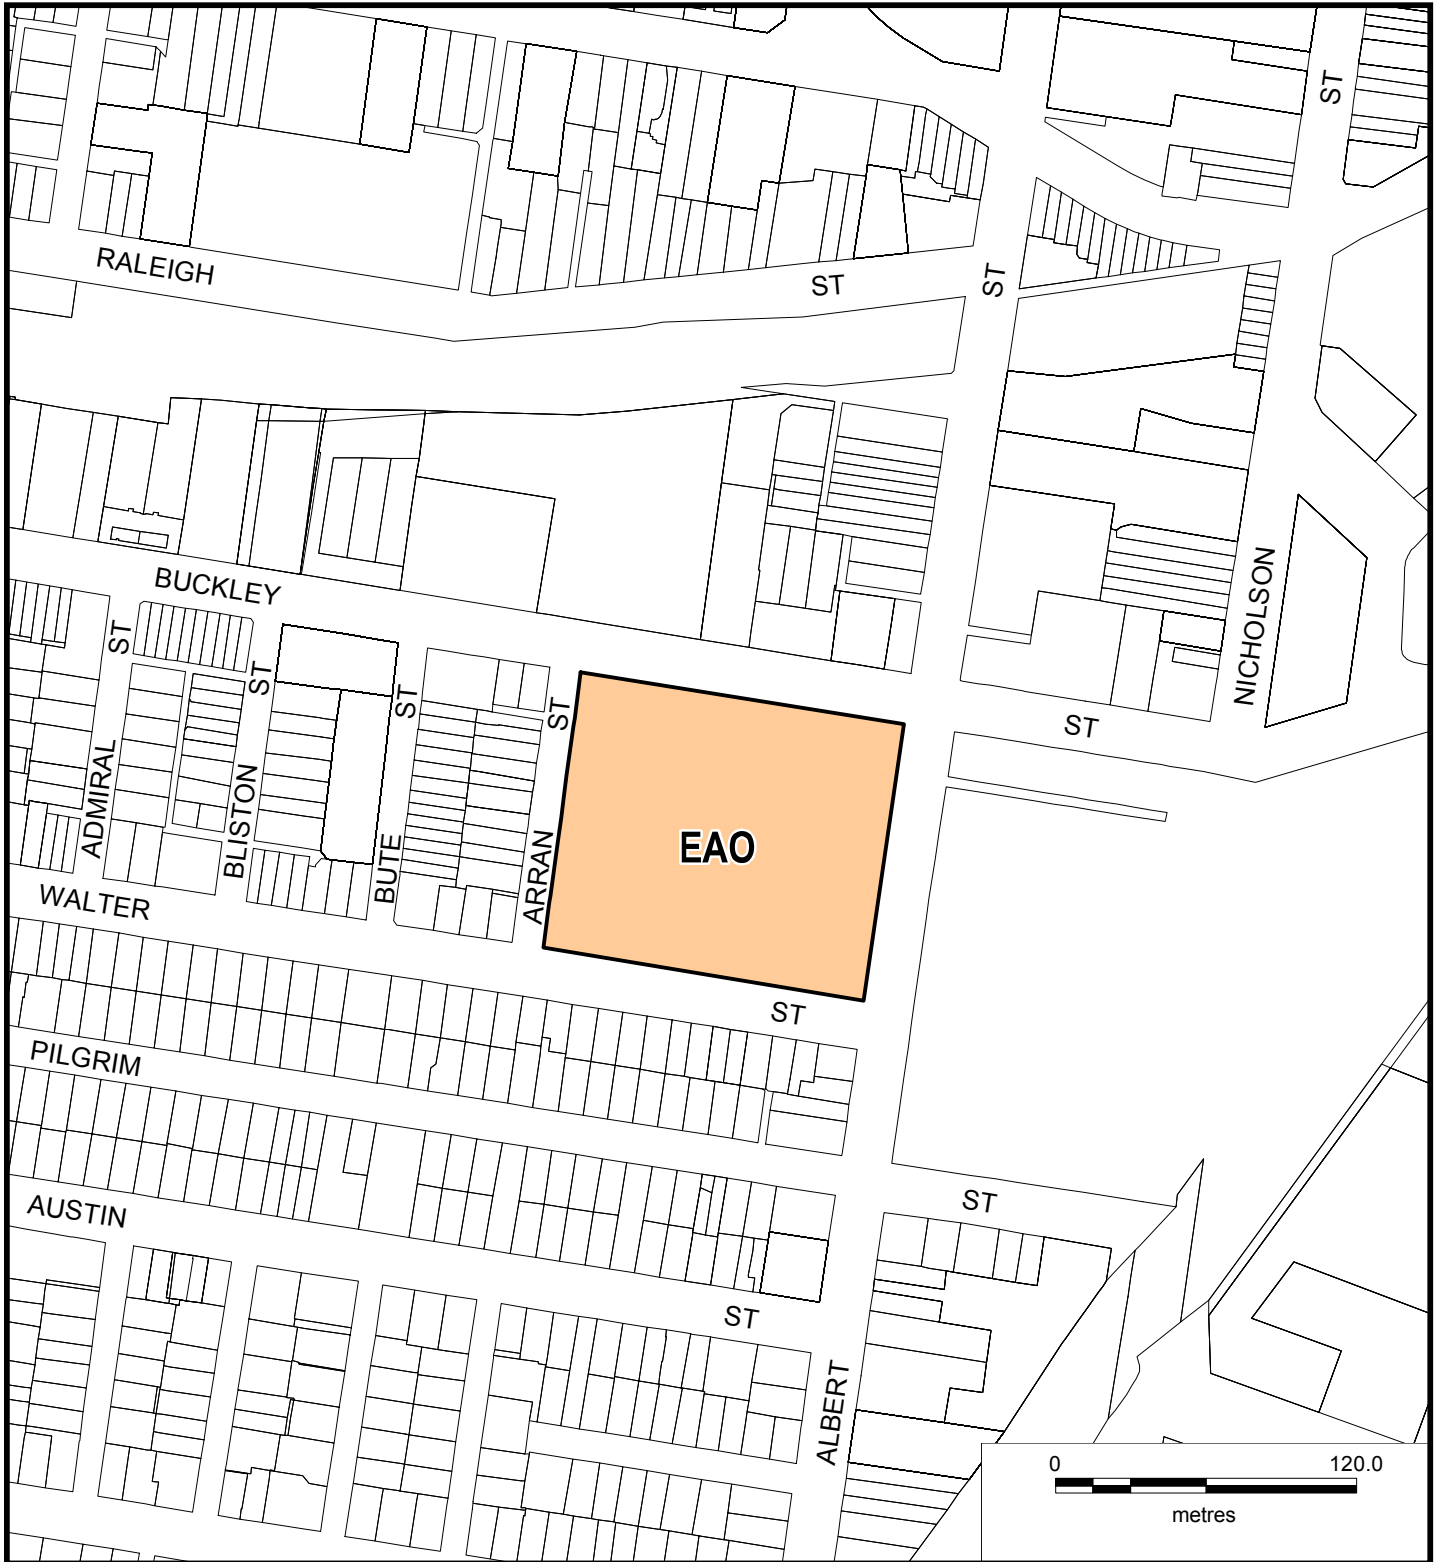 ST
RALEIGH
ST
ST
BUCKLEY
NICHOLSON
ST
ST
ST
ST
ST
ADMIRAL
BLISTON
BUTE
ARRAN
EAO
WALTER
ST
PILGRIM
ST
AUSTIN
ST
ALBERT
0 120.0
metres